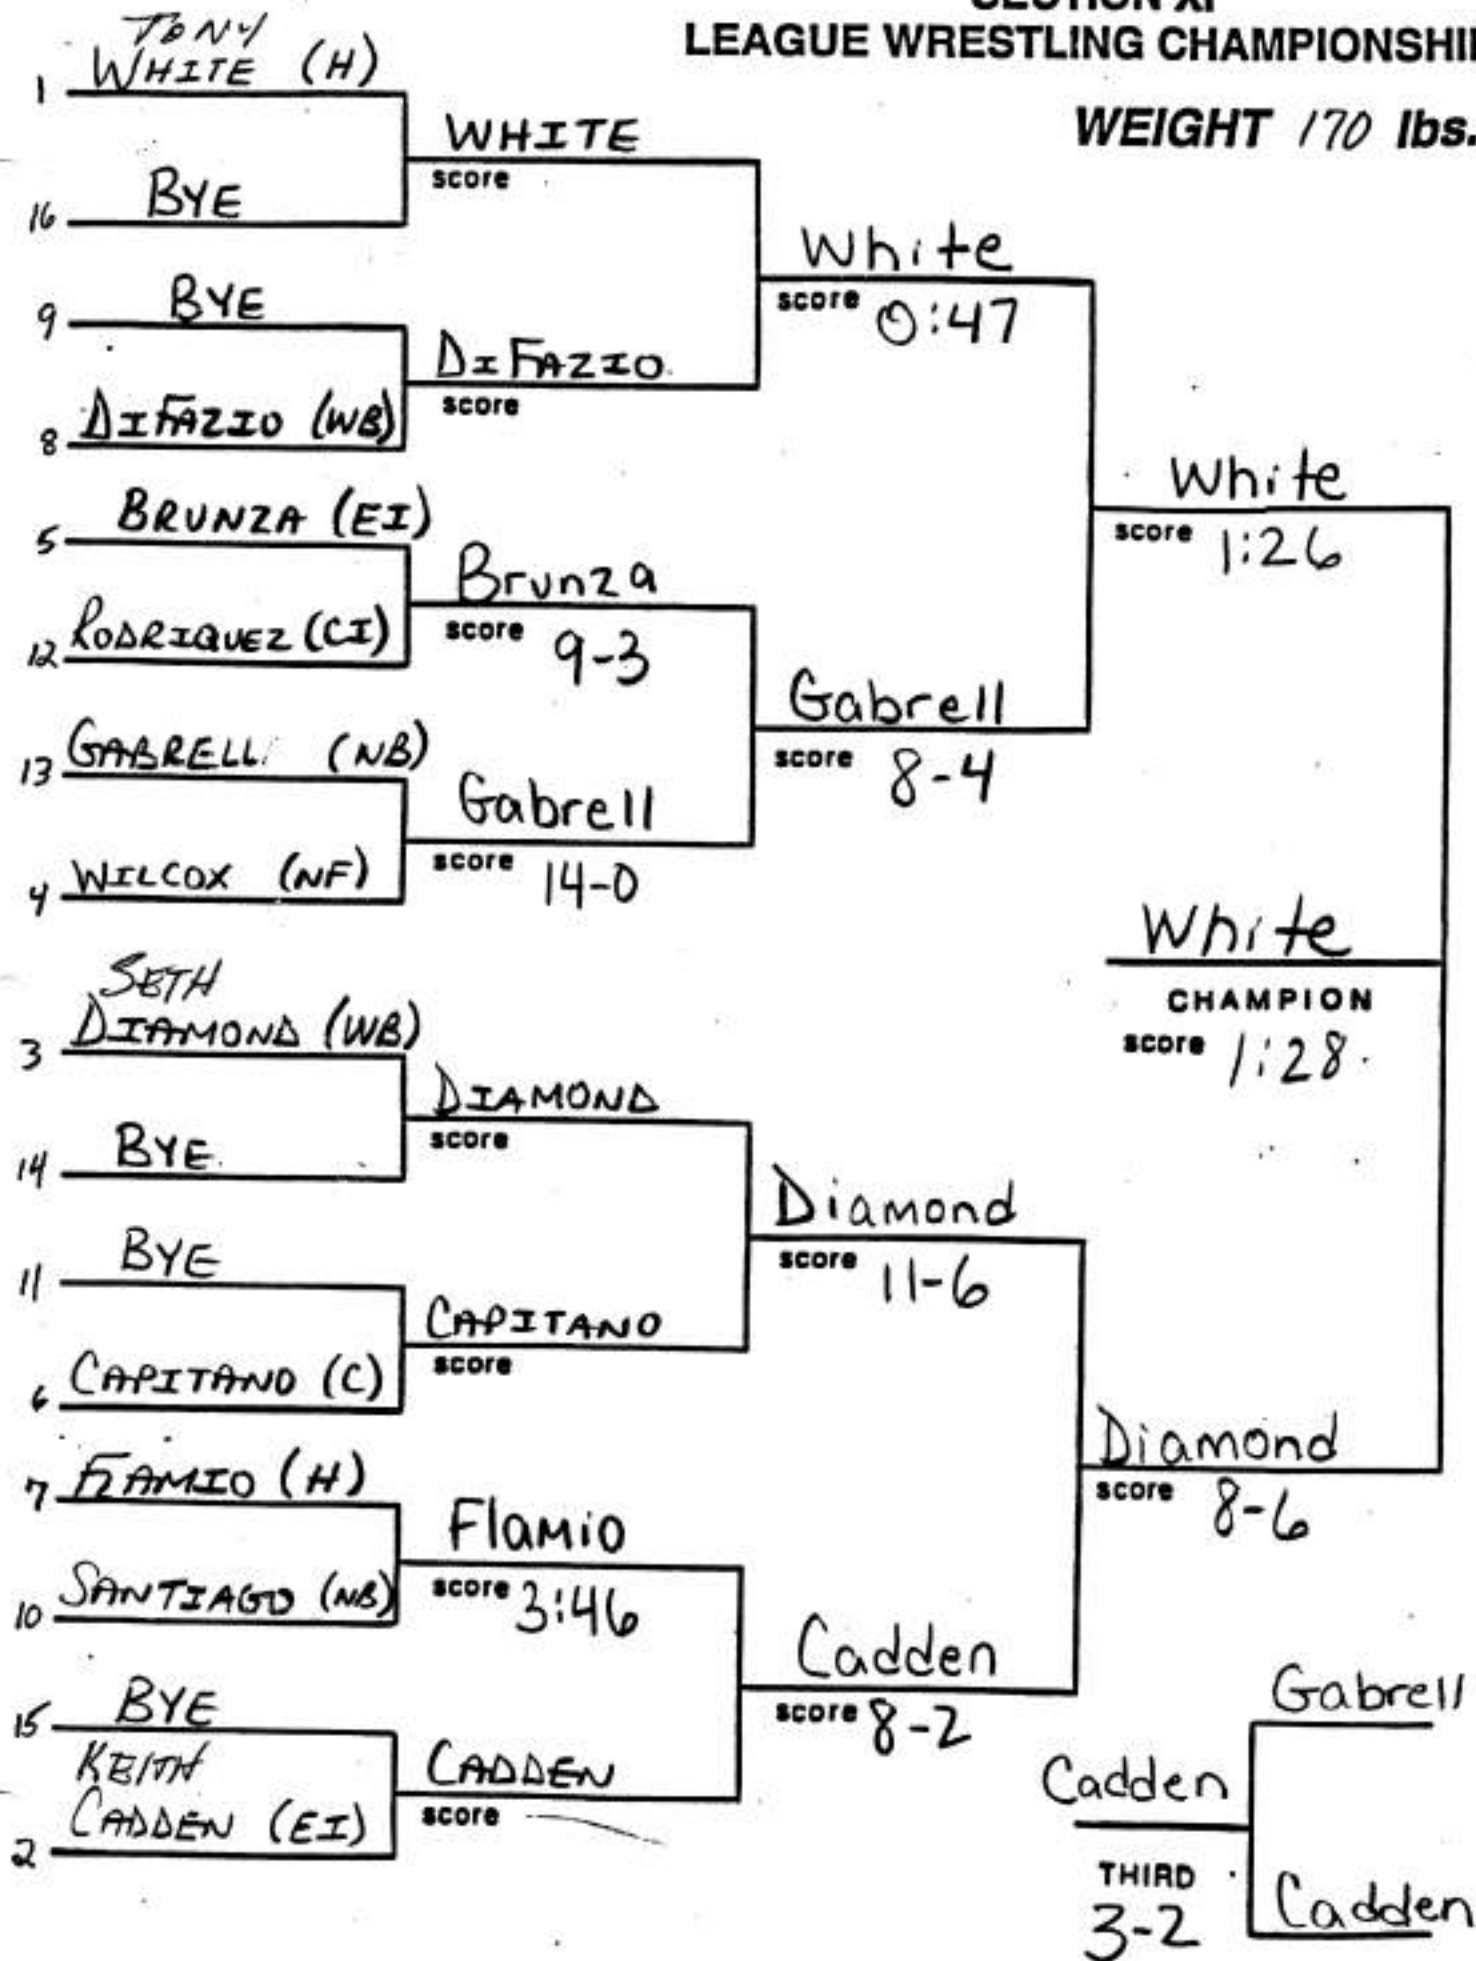 SECTION XI
LEAGUE WRESTLING CHAMPIONSHI
WEIGHT 170 lbs.
TONY
1 WHITE (H)
WHITE
score
16 BYE
White
score 0:47
9 BYE
DIFAZIO
score
8 DIFAZIO (WB)
White
score 1:26
5 BRUNZA (EI)
Brunza
score 9-3
12 RODRIQUEZ (CI)
Gabrell
score 8-4
13 GABRELL (NB)
Gabrell
score 14-0
4 WILCOX (NF)
White
CHAMPION
score 1:28
SETH
3 DIAMOND (WB)
DIAMOND
score
14 BYE
Diamond
score 11-6
11 BYE
CAPITANO
score
6 CAPITANO (C)
Diamond
score 8-6
7 FLAMIO (H)
Flamio
score 3:46
10 SANTIAGO (NB)
Cadden
score 8-2
15 BYE
KEITH
CADDEN (EI)
2
CADDEN
score
Gabrell
Cadden
THIRD
3-2
Cadden